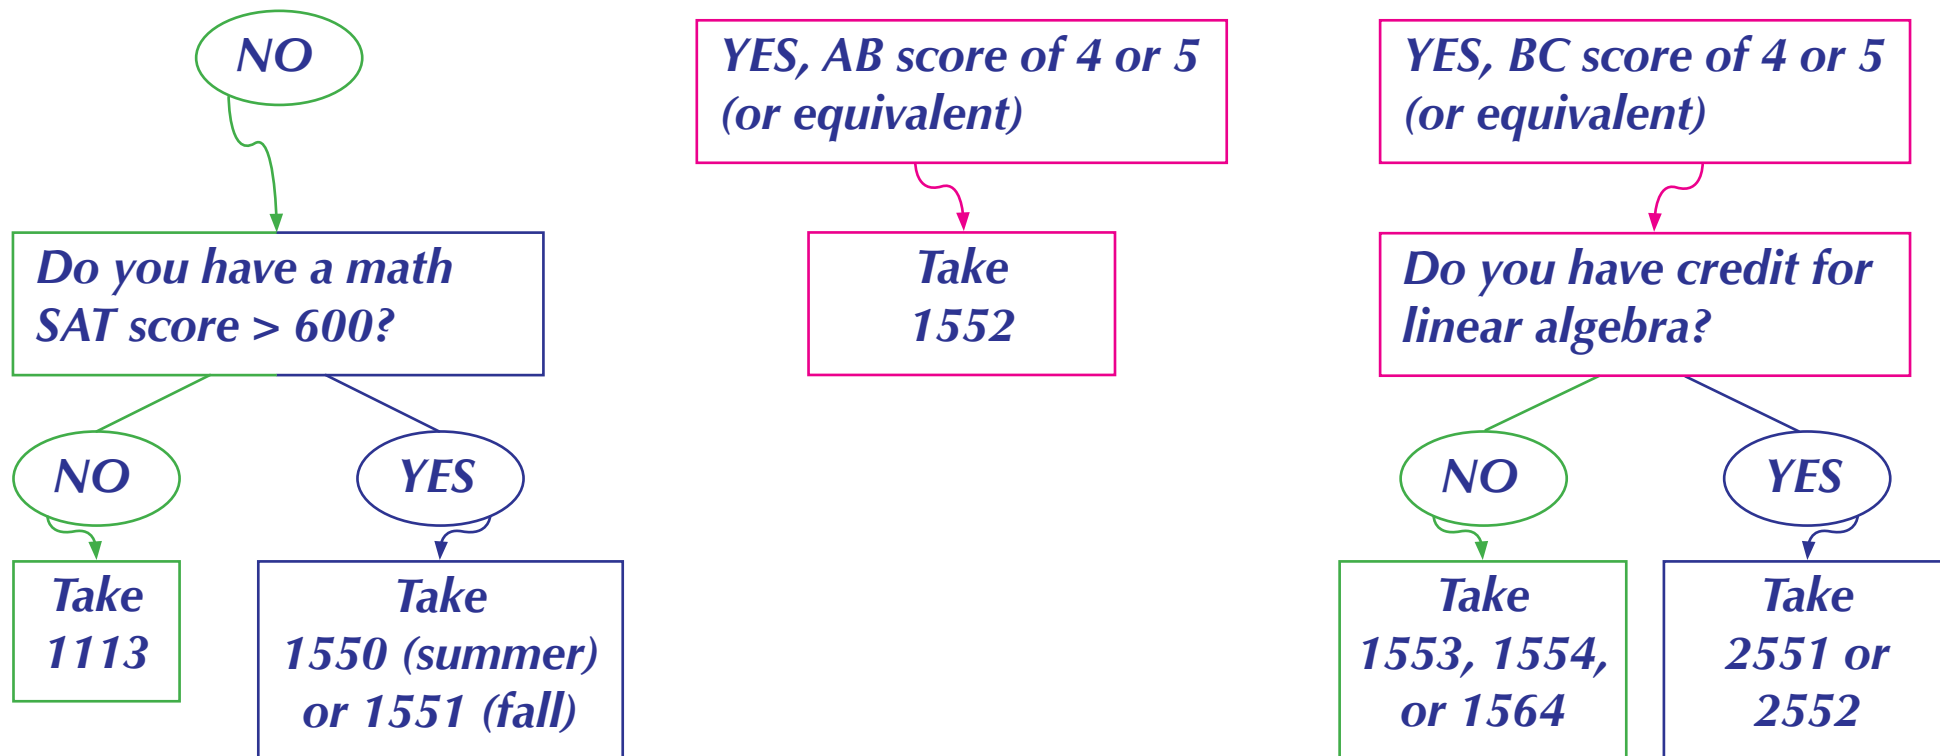 NO
Do you have a math
SAT score > 600?
NO
Take
1113
YES
Take
1550 (summer)
or 1551 (fall)
YES, AB score of 4 or 5
(or equivalent)
Take
1552
YES, BC score of 4 or 5
(or equivalent)
Do you have credit for
linear algebra?
NO
Take
1553, 1554,
or 1564
YES
Take
2551 or
2552